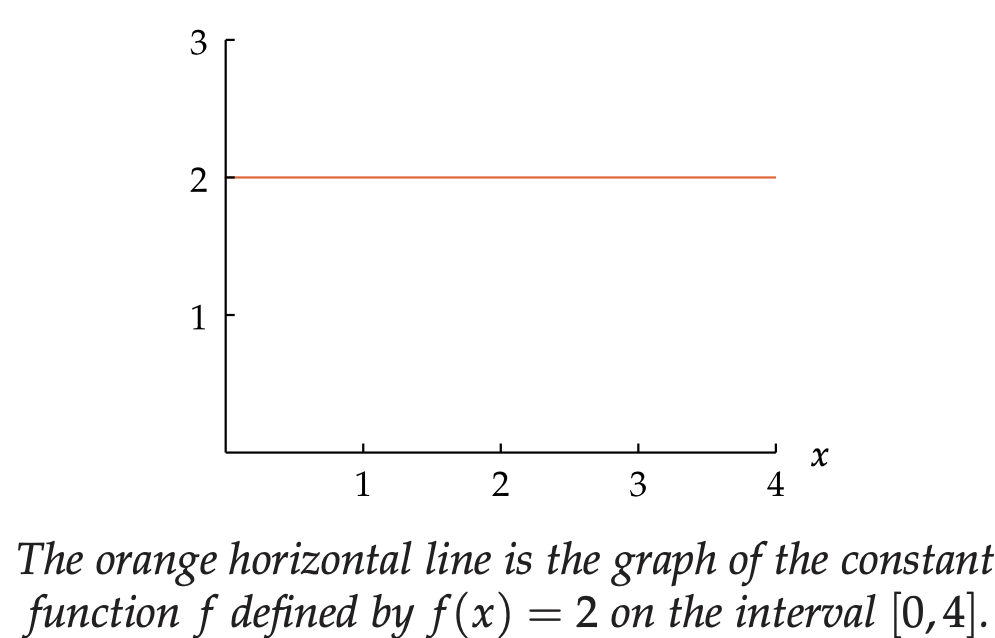 3
2
1
x
1 2 3 4
The orange horizontal line is the graph of the constant
function f defined by f(x) = 2 on the interval [0, 4].